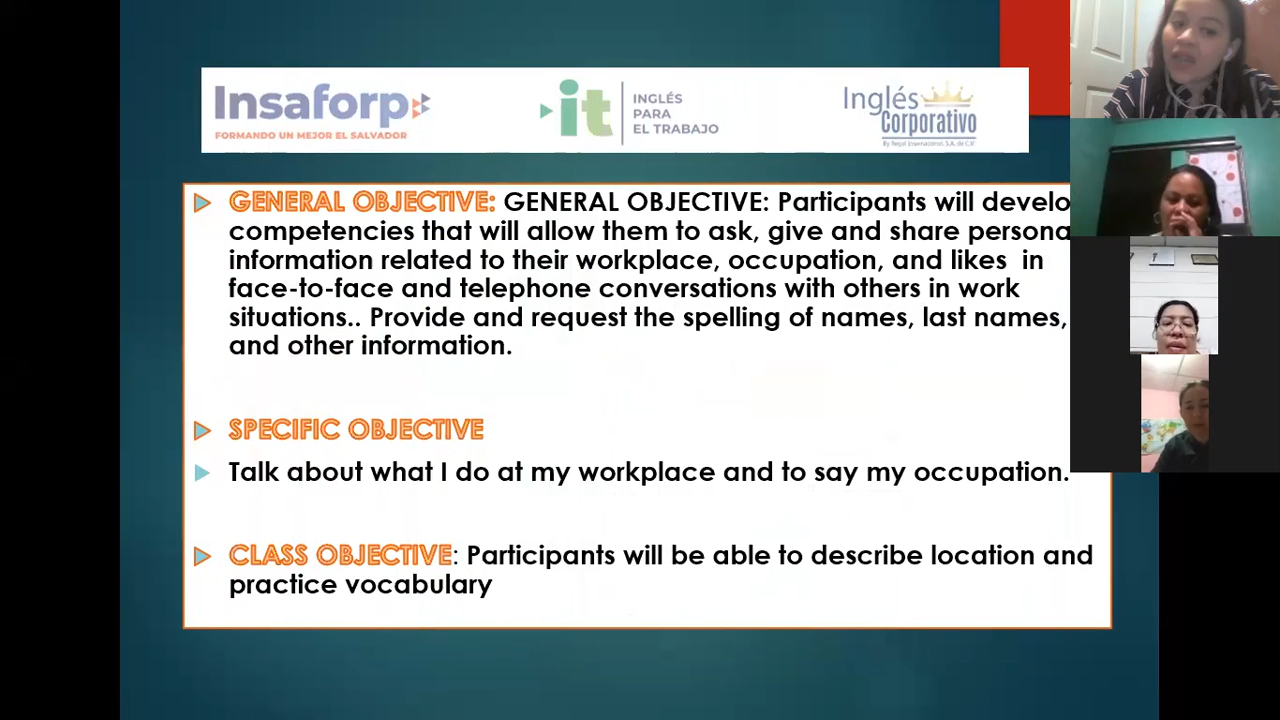 Insaforp
FORMANDO UN MEJOR EL SALVADOR
it
INGLÉS
PARA
EL TRABAJO
Inglés
Corporativo
GENERAL OBJECTIVE: GENERAL OBJECTIVE: Participants will develo
competencies that will allow them to ask, give and share persona
information related to their workplace, occupation, and likes in
face-to-face and telephone conversations with others in work
situations.. Provide and request the spelling of names, last names,
and other information.
SPECIFIC OBJECTIVE
Talk about what I do at my workplace and to say my occupation.
CLASS OBJECTIVE: Participants will be able to describe location and
practice vocabulary